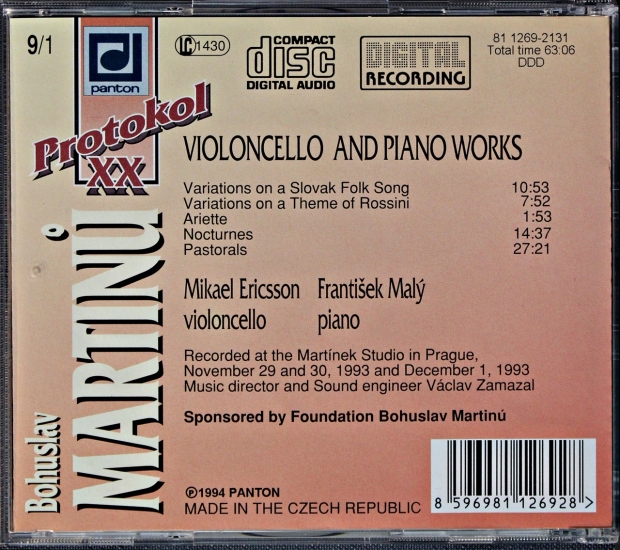 9/1
panton
Protokol
XX
Bohuslav
MARTINŮ
LC 1430
COMPACT
disc
DIGITAL AUDIO
DIGITAL
RECORDING
81 1269-2131
Total time 63:06
DDD
VIOLONCELLO AND PIANO WORKS
Variations on a Slovak Folk Song 10:53
Variations on a Theme of Rossini 7:52
Ariette 1:53
Nocturnes 14:37
Pastorals 27:21
Mikael Ericsson František Malý
violoncello piano
Recorded at the Martínek Studio in Prague,
November 29 and 30, 1993 and December 1, 1993
Music director and Sound engineer Václav Zamazal
Sponsored by Foundation Bohuslav Martinú
℗1994 PANTON
MADE IN THE CZECH REPUBLIC
8 596981 126928 >